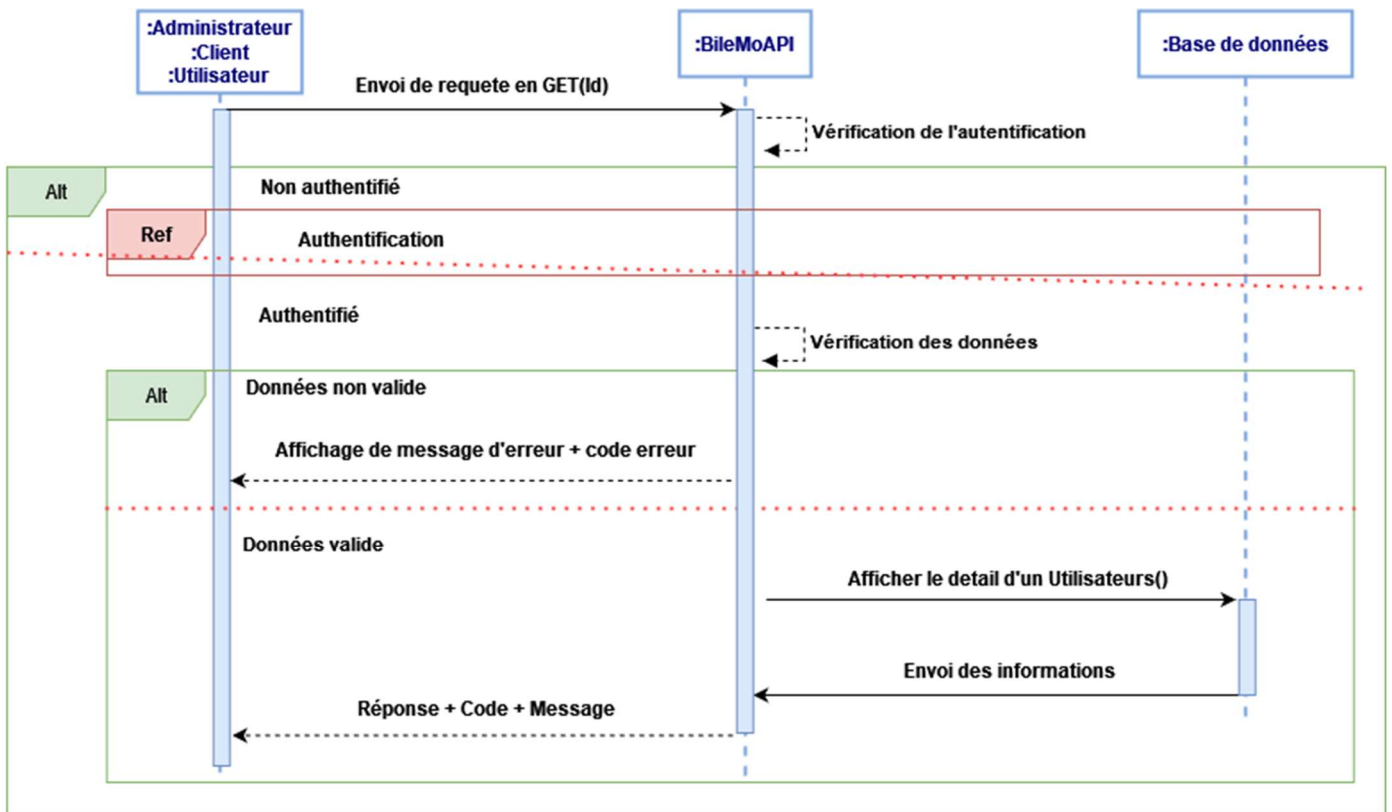 :Administrateur
:Client
:Utilisateur
:BileMoAPI
:Base de données
Envoi de requete en GET(Id)
Vérification de l'autentification
Alt
Non authentifié
Ref
Authentification
Authentifié
Vérification des données
Alt
Données non valide
Affichage de message d'erreur + code erreur
Données valide
Afficher le detail d'un Utilisateurs()
Envoi des informations
Réponse + Code + Message